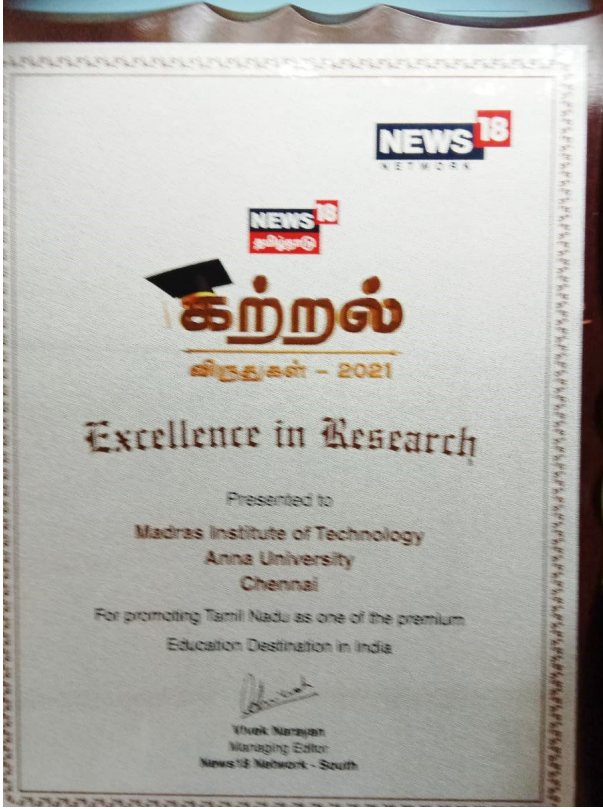 NEWS 18
NETWORK
NEWS 18
தமிழ்நாடு
கற்றல்
விருதுகள் - 2021
Excellence in Research
Presented to
Madras Institute of Technology
Anna University
Chennai
For promoting Tamil Nadu as one of the premium
Education Destination in India
Vivek Narayan
Managing Editor
News18 Network - South